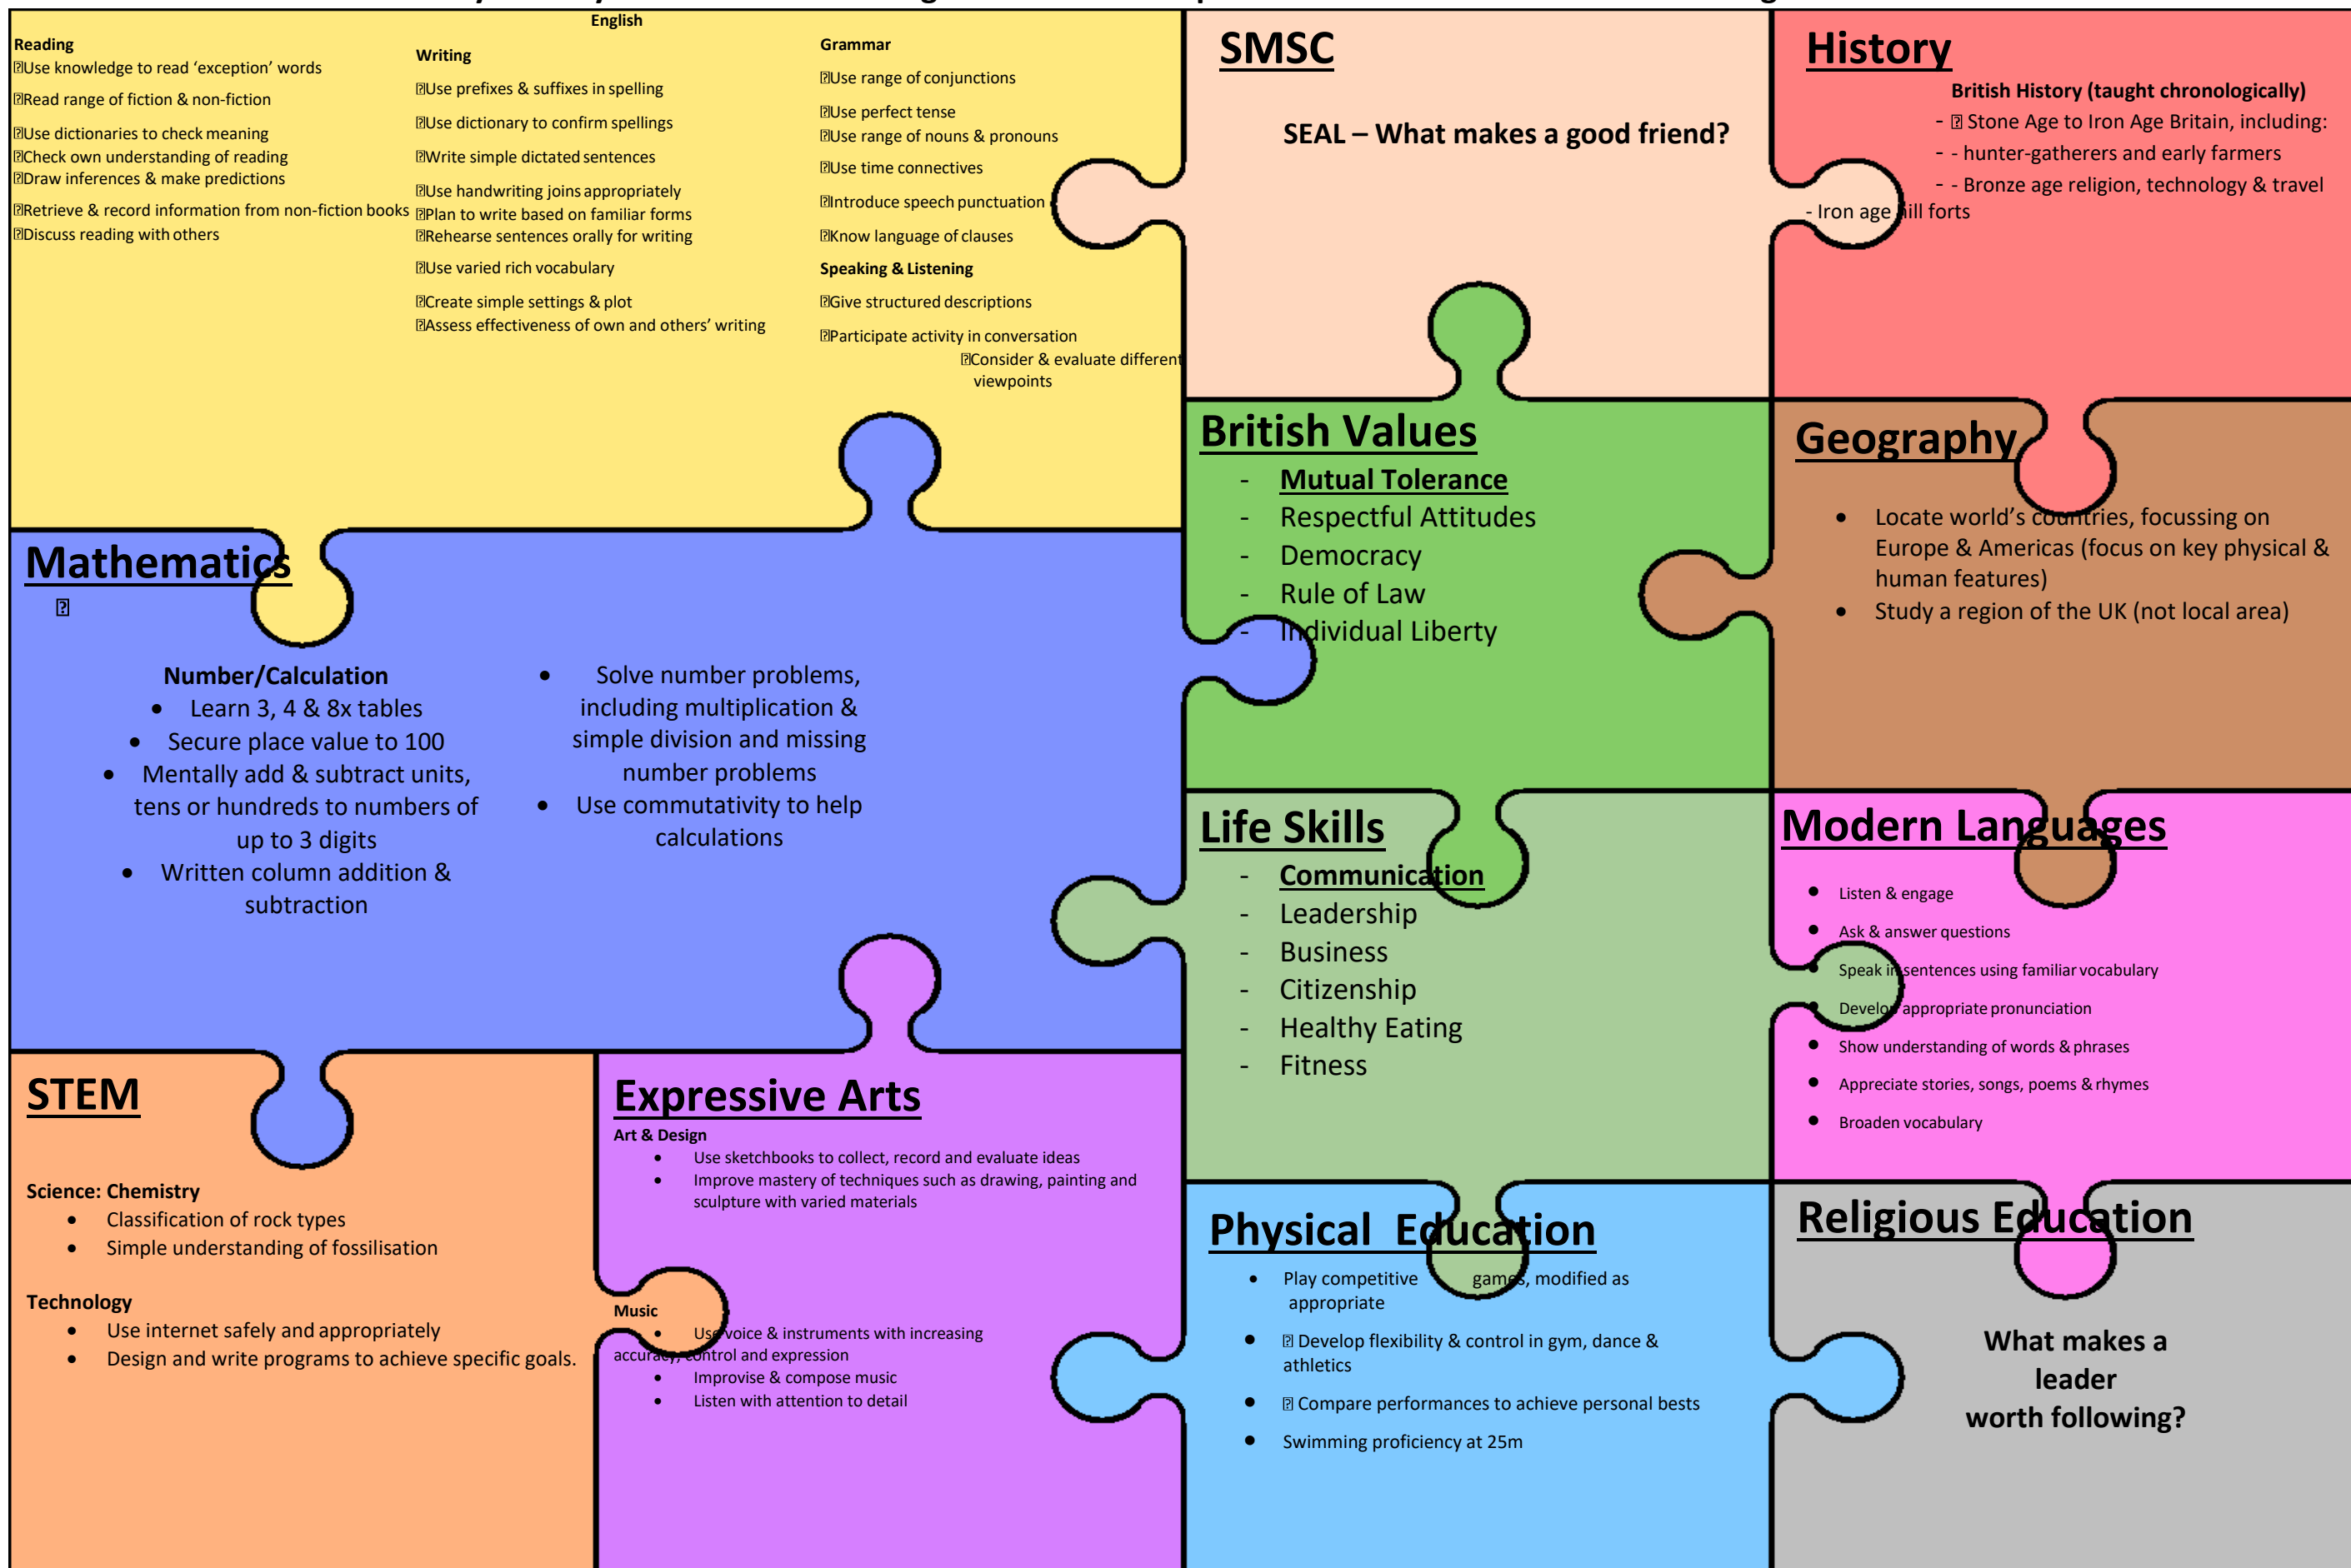 English
Reading
Use knowledge to read ‘exception’ words
Read range of fiction & non-fiction
Use dictionaries to check meaning
Check own understanding of reading
Draw inferences & make predictions
Retrieve & record information from non-fiction books
Discuss reading with others
Writing
Use prefixes & suffixes in spelling
Use dictionary to confirm spellings
Write simple dictated sentences
Use handwriting joins appropriately
Plan to write based on familiar forms
Rehearse sentences orally for writing
Use varied rich vocabulary
Create simple settings & plot
Assess effectiveness of own and others’ writing
Grammar
Use range of conjunctions
Use perfect tense
Use range of nouns & pronouns
Use time connectives
Introduce speech punctuation
Know language of clauses
Speaking & Listening
Give structured descriptions
Participate activity in conversation
Consider & evaluate different
viewpoints
SMSC
SEAL – What makes a good friend?
History
British History (taught chronologically)
- Stone Age to Iron Age Britain, including:
- - hunter-gatherers and early farmers
- - Bronze age religion, technology & travel
- Iron age hill forts
British Values
- Mutual Tolerance
- Respectful Attitudes
- Democracy
- Rule of Law
- Individual Liberty
Geography
• Locate world’s countries, focussing on
Europe & Americas (focus on key physical &
human features)
• Study a region of the UK (not local area)
Mathematics
Number/Calculation
• Learn 3, 4 & 8x tables
• Secure place value to 100
• Mentally add & subtract units,
tens or hundreds to numbers of
up to 3 digits
• Written column addition &
subtraction
• Solve number problems,
including multiplication &
simple division and missing
number problems
• Use commutativity to help
calculations
Life Skills
- Communication
- Leadership
- Business
- Citizenship
- Healthy Eating
- Fitness
Modern Languages
• Listen & engage
• Ask & answer questions
• Speak in sentences using familiar vocabulary
• Develop appropriate pronunciation
• Show understanding of words & phrases
• Appreciate stories, songs, poems & rhymes
• Broaden vocabulary
STEM
Science: Chemistry
• Classification of rock types
• Simple understanding of fossilisation
Technology
• Use internet safely and appropriately
• Design and write programs to achieve specific goals.
Expressive Arts
Art & Design
• Use sketchbooks to collect, record and evaluate ideas
• Improve mastery of techniques such as drawing, painting and
sculpture with varied materials
Music
• Use voice & instruments with increasing
accuracy, control and expression
• Improvise & compose music
• Listen with attention to detail
Physical Education
• Play competitive games, modified as
appropriate
• Develop flexibility & control in gym, dance &
athletics
• Compare performances to achieve personal bests
• Swimming proficiency at 25m
Religious Education
What makes a
leader
worth following?